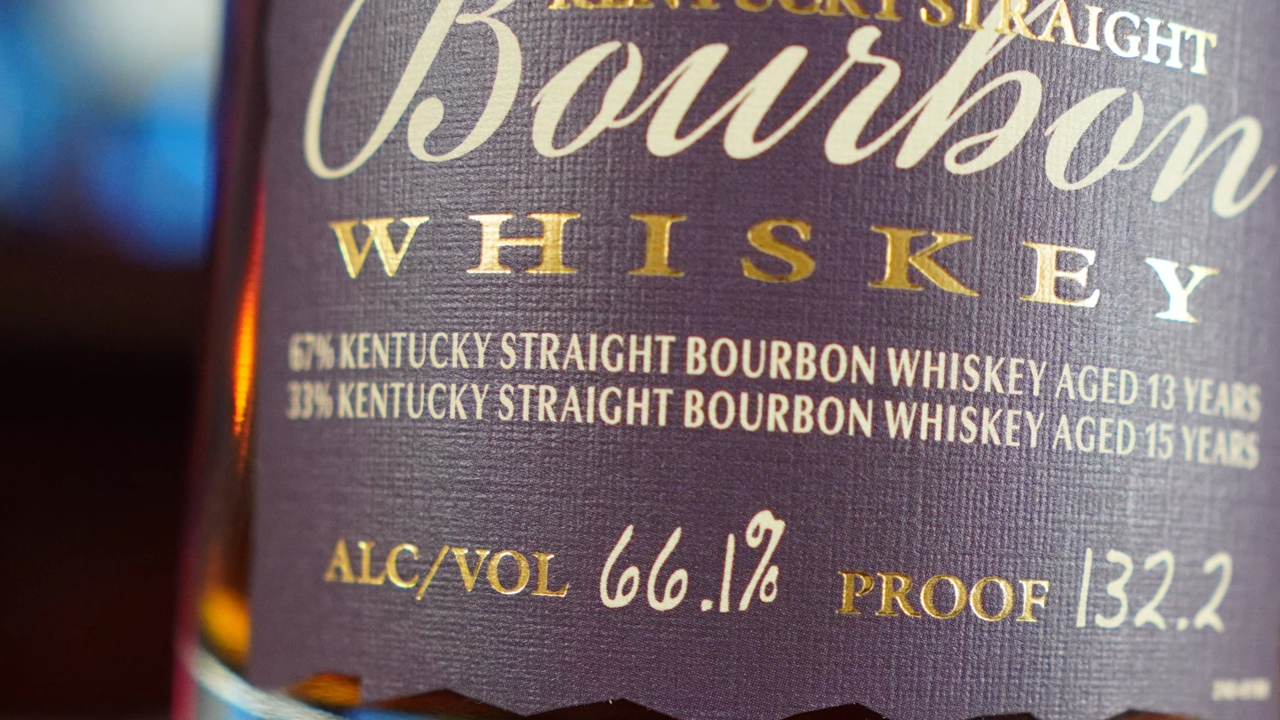 KENTUCKY STRAIGHT
Bourbon
WHISKEY
67% KENTUCKY STRAIGHT BOURBON WHISKEY AGED 13 YEARS
33% KENTUCKY STRAIGHT BOURBON WHISKEY AGED 15 YEARS
ALC/VOL 66.1% PROOF 132.2